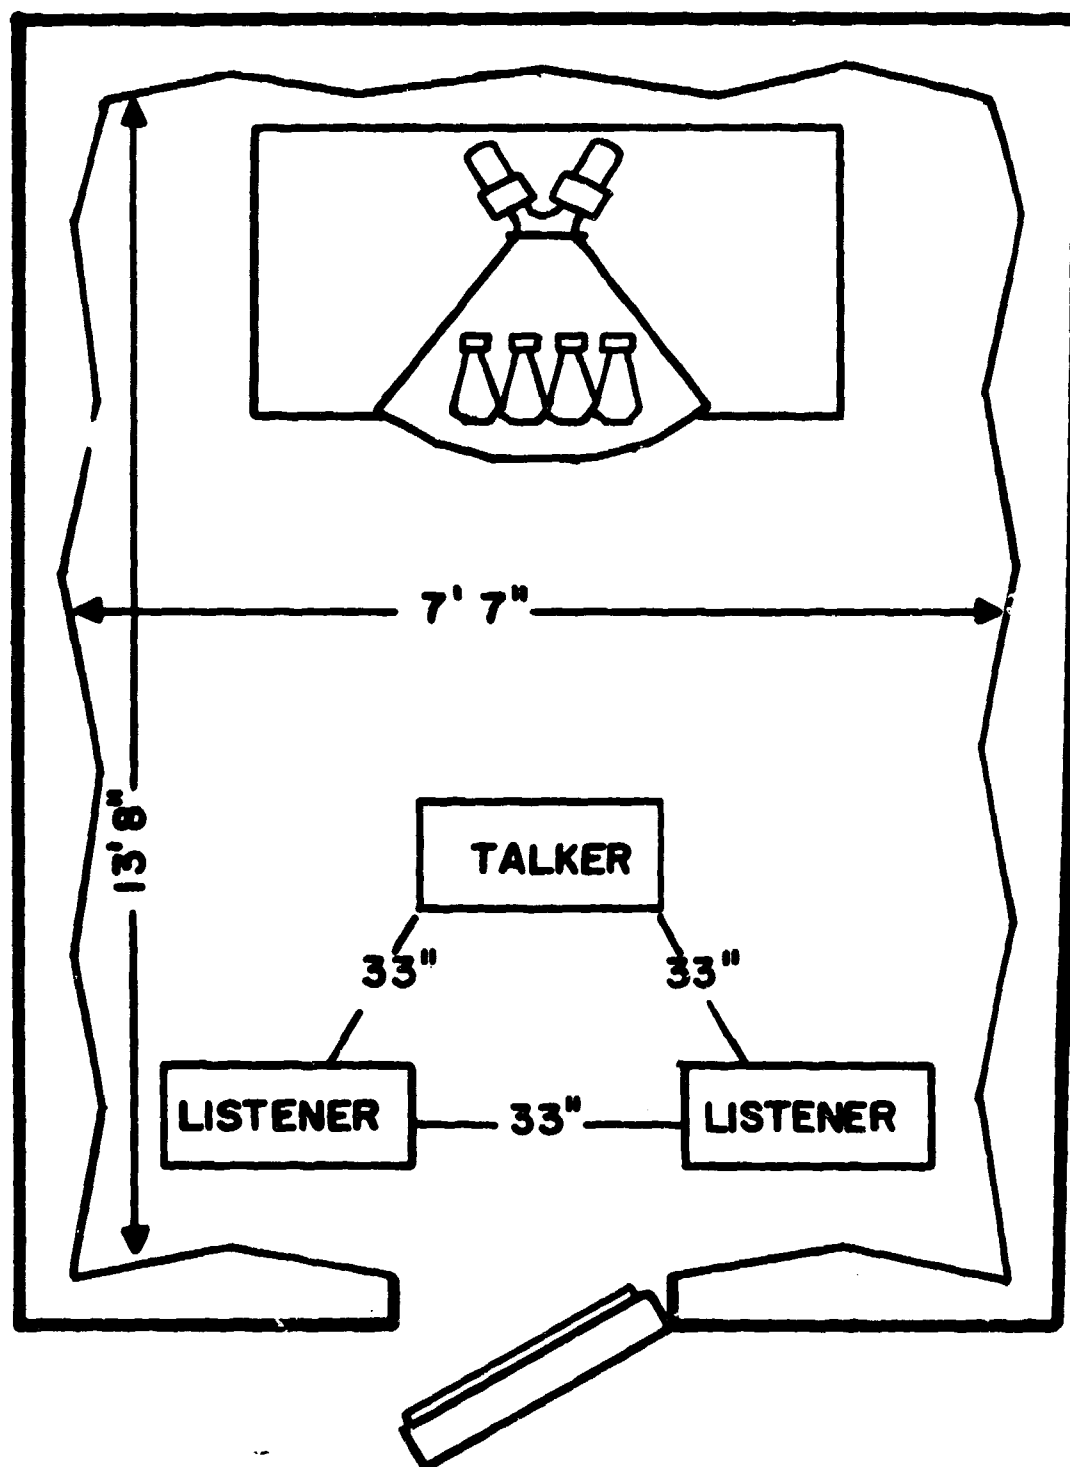 7' 7"
13' 8"
TALKER
33" 33"
LISTENER 33" LISTENER